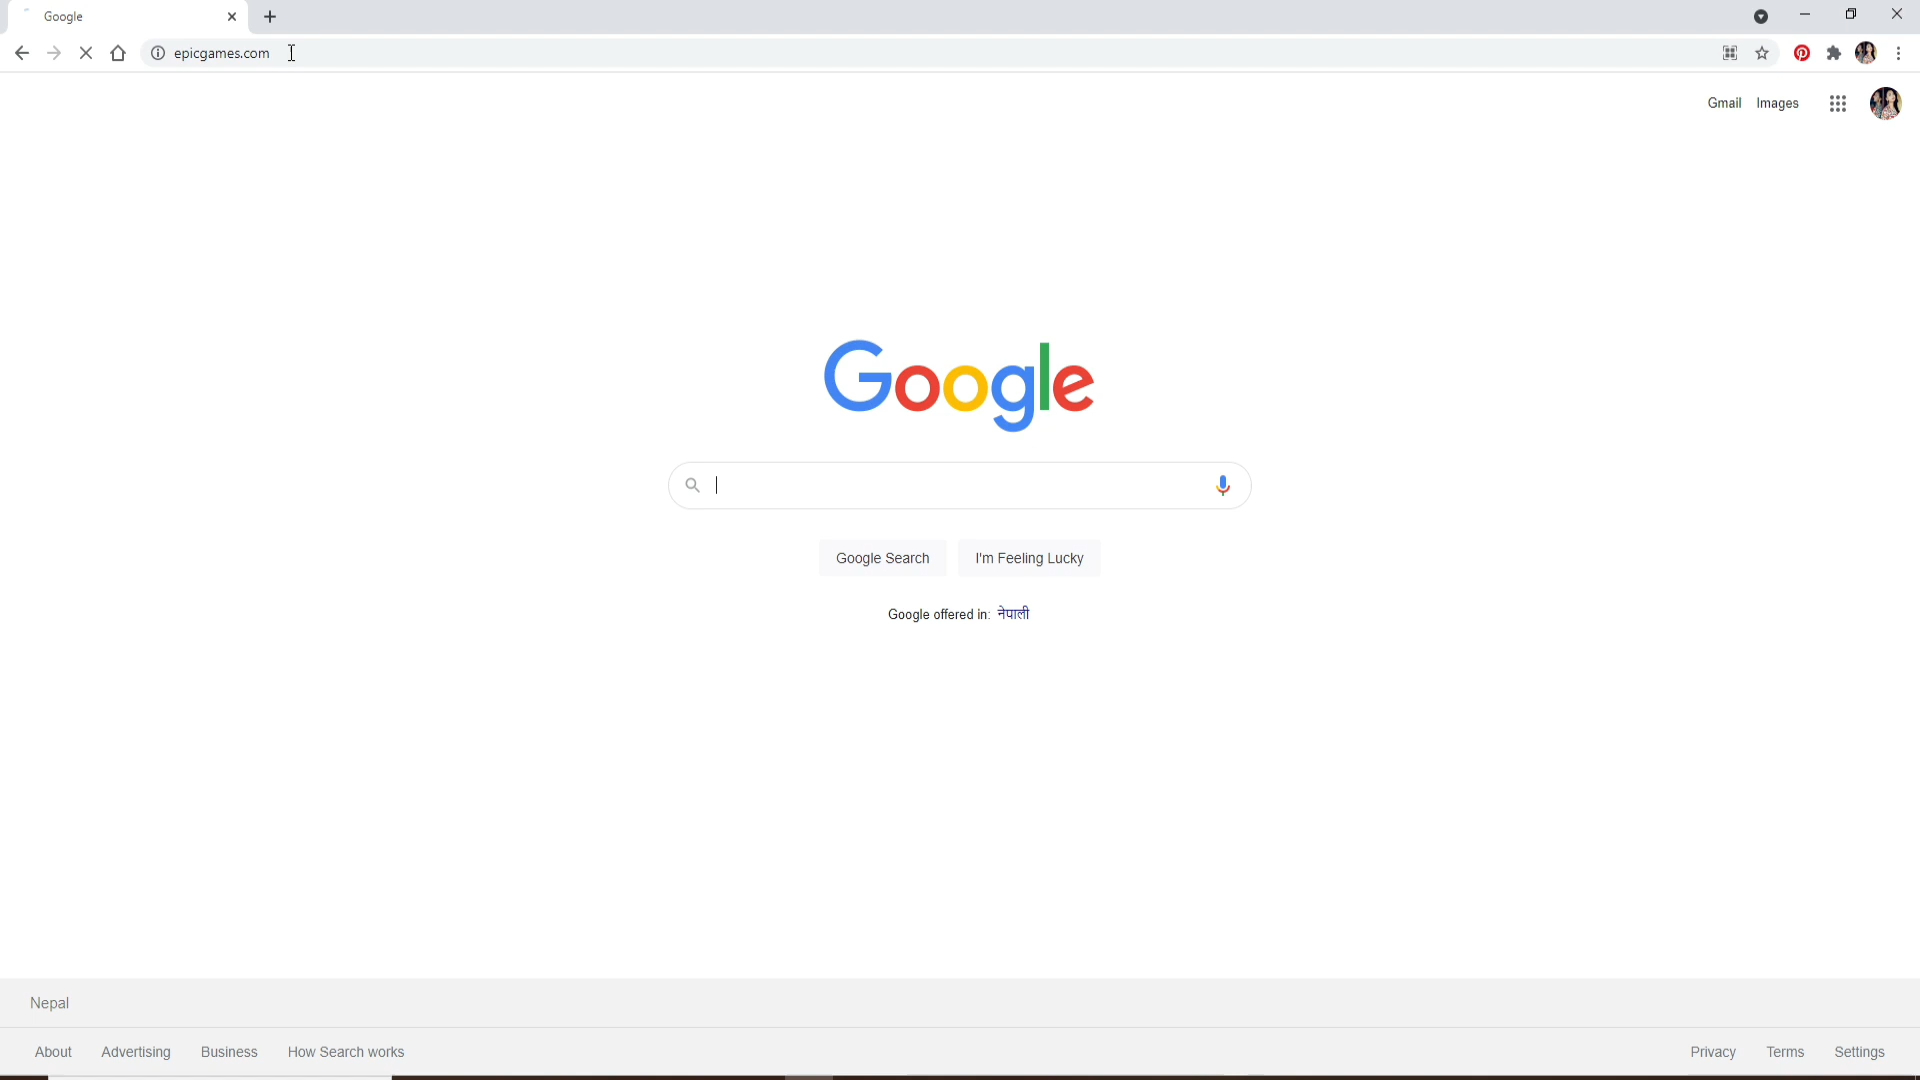 Google
epicgames.com
Gmail Images
Google
Google Search I'm Feeling Lucky
Google offered in: नेपाली
Nepal
About Advertising Business How Search works Privacy Terms Settings